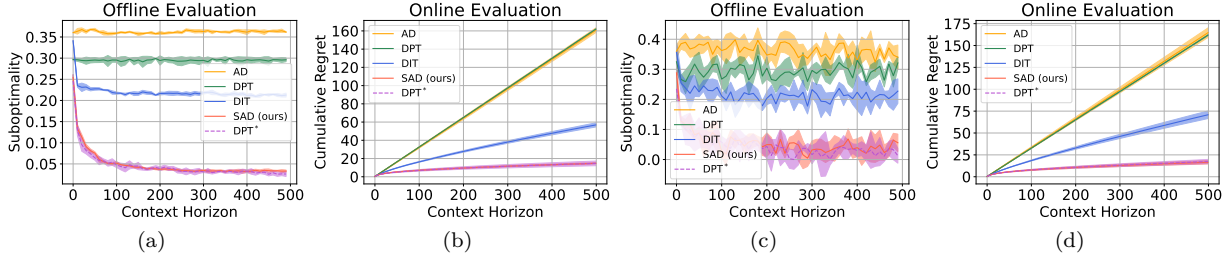 Offline Evaluation
Suboptimality
0.35
0.30
0.25
0.20
0.15
0.10
0.05
AD
DPT
DIT
SAD (ours)
DPT*
0 100 200 300 400 500
Context Horizon
(a)
Online Evaluation
Cumulative Regret
160
140
120
100
80
60
40
20
0
AD
DPT
DIT
SAD (ours)
DPT*
0 100 200 300 400 500
Context Horizon
(b)
Offline Evaluation
Suboptimality
0.4
0.3
0.2
0.1
0.0
AD
DPT
DIT
SAD (ours)
DPT*
0 100 200 300 400 500
Context Horizon
(c)
Online Evaluation
Cumulative Regret
175
150
125
100
75
50
25
0
AD
DPT
DIT
SAD (ours)
DPT*
0 100 200 300 400 500
Context Horizon
(d)